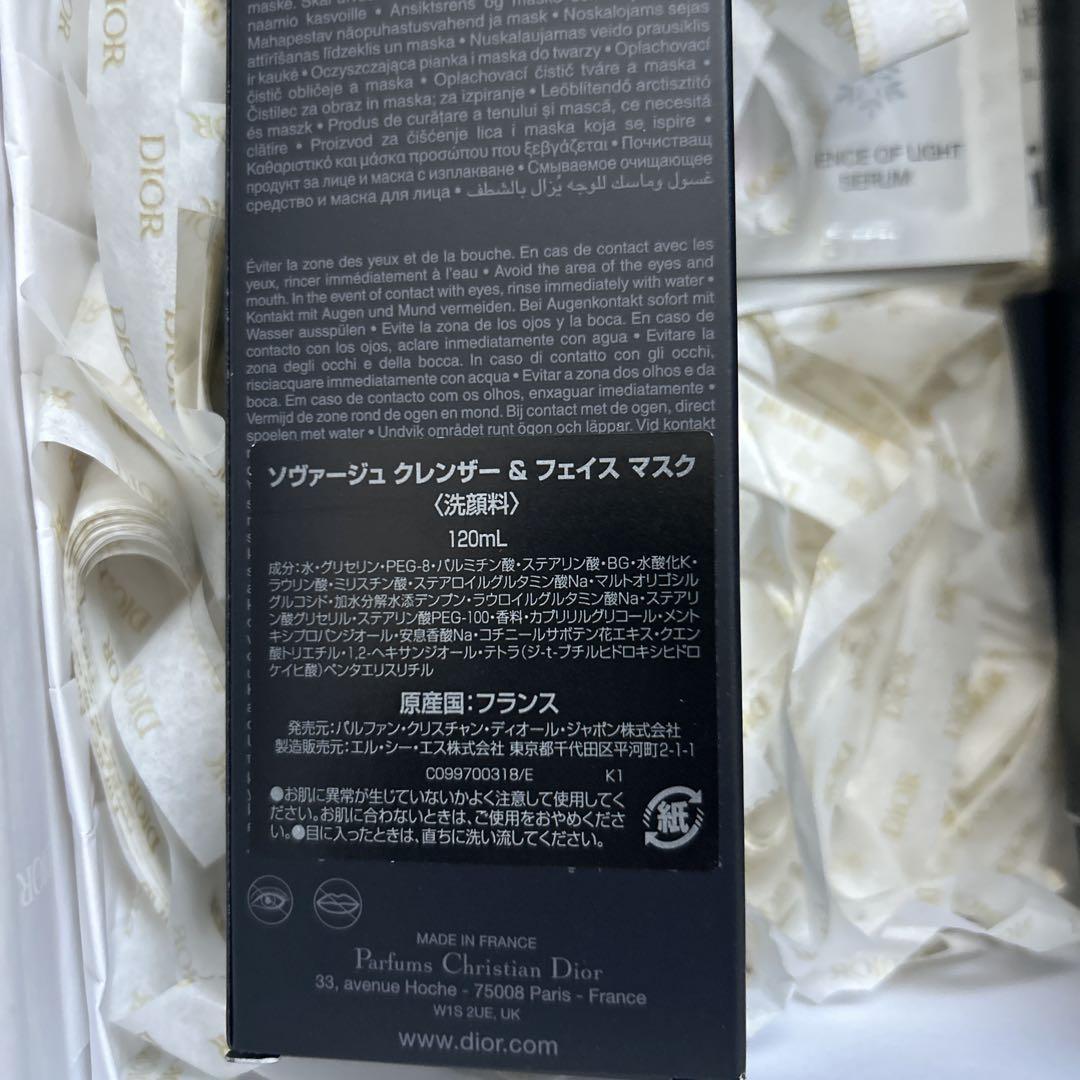 naamio kasvoille • Ansiktsrens og
Mahapestav näopuhastusvahend ja mask • Noskalojams sejas
attīrīšanas līdzeklis un maska • Nuskalaujamas veido prausiklis
ir kaukė • Oczyszczająca pianka i maska do twarzy • Oplachovací
čistič obličeje a maska • Oplachovací čistič tváre a maska •
Čistilec za obraz in maska; za izpiranje • Leöblítendő arctisztító
és maszk • Produs de curățare a tenului și mască, ce necesită
clătire • Proizvod za čišćenje lica i maska koja se ispire •
Καθαριστικό και μάσκα προσώπου που ξεβγάζεται • Почистващ
продукт за лице и маска с изплакване • Смываемое очищающее
средство и маска для лица • غسول وماسك للوجه يُزال بالشطف
Éviter la zone des yeux et de la bouche. En cas de contact avec les
yeux, rincer immédiatement à l'eau • Avoid the area of the eyes and
mouth. In the event of contact with eyes, rinse immediately with water •
Kontakt mit Augen und Mund vermeiden. Bei Augenkontakt sofort mit
Wasser ausspülen • Evite la zona de los ojos y la boca. En caso de
contacto con los ojos, aclare inmediatamente con agua • Evitare la
zona degli occhi e della bocca. In caso di contatto con gli occhi,
risciacquare immediatamente con acqua • Evitar a zona dos olhos e da
boca. Em caso de contacto com os olhos, enxaguar imediatamente •
Vermijd de zone rond de ogen en mond. Bij contact met de ogen, direct
spoelen met water • Undvik området runt ögon och läppar. Vid kontakt
ソヴァージュ クレンザー & フェイス マスク
〈洗顔料〉
120mL
成分:水・グリセリン・PEG-8・パルミチン酸・ステアリン酸・BG・水酸化K・
ラウリン酸・ミリスチン酸・ステアロイルグルタミン酸Na・マルトオリゴシル
グルコシド・加水分解水添デンプン・ラウロイルグルタミン酸Na・ステアリ
ン酸グリセリル・ステアリン酸PEG-100・香料・カプリリルグリコール・メント
キシプロパンジオール・安息香酸Na・コチニールサボテン花エキス・クエン
酸トリエチル・1,2-ヘキサンジオール・テトラ(ジ-t-ブチルヒドロキシヒドロ
ケイヒ酸)ペンタエリスリチル
原産国:フランス
発売元:パルファン・クリスチャン・ディオール・ジャポン株式会社
製造販売元:エル・シー・エス株式会社 東京都千代田区平河町2-1-1
C099700318/E K1
●お肌に異常が生じていないかよく注意して使用してく
ださい。お肌に合わないときは、ご使用をおやめくださ
い。●目に入ったときは、直ちに洗い流してください。
紙
MADE IN FRANCE
Parfums Christian Dior
33, avenue Hoche - 75008 Paris - France
W1S 2UE, UK
www.dior.com
DIOR
DIOR
ENCE OF LIGHT
SERUM